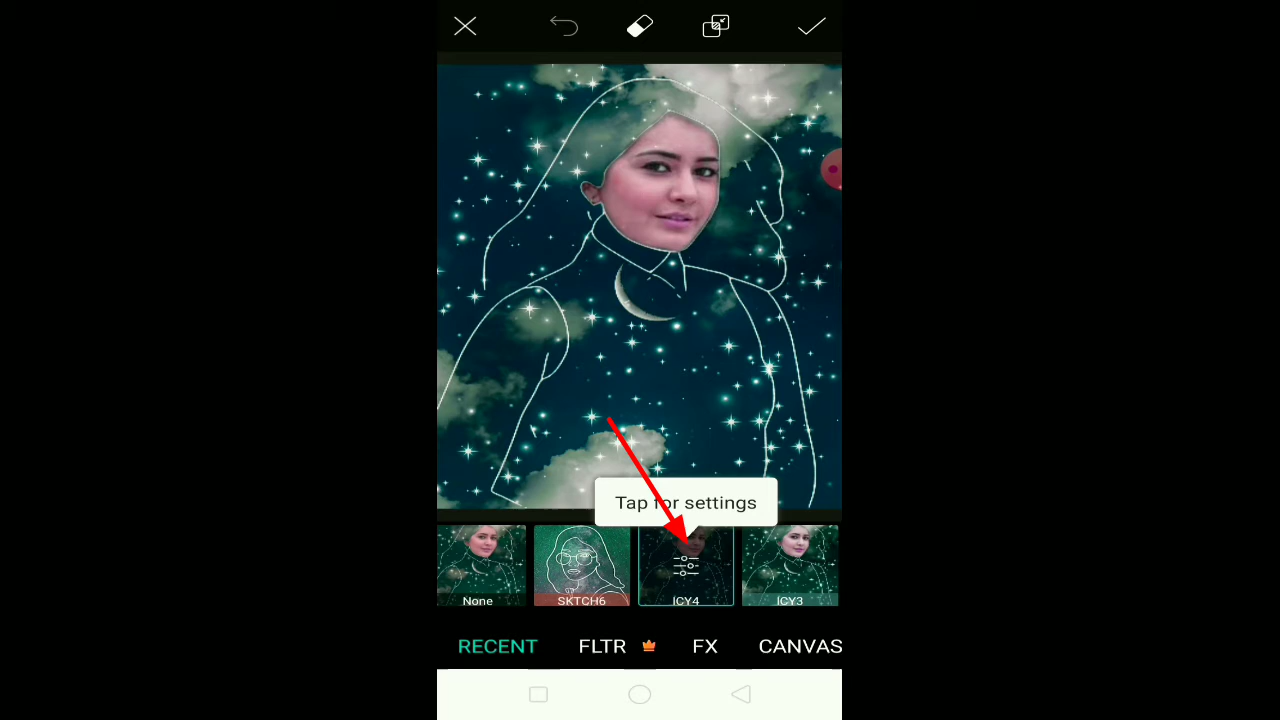 Tap for settings
None
SKTCH6
ICY4
ICY3
RECENT
FLTR
FX
CANVAS